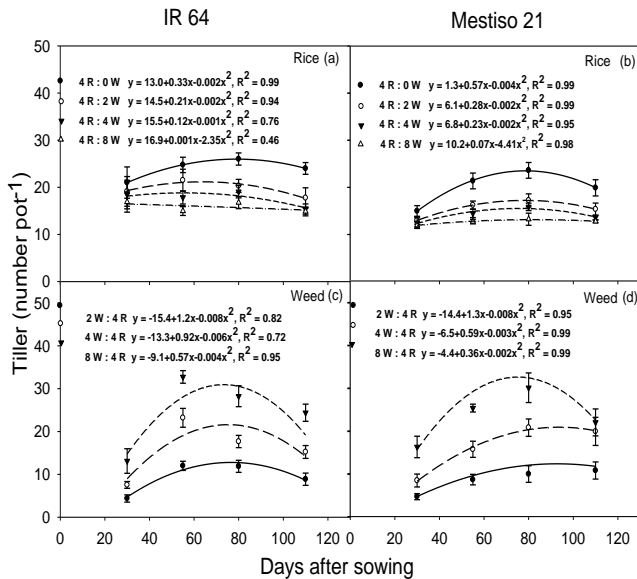 IR 64
Mestiso 21
Rice (a)
4 R : 0 W y = 13.0+0.33x-0.002x², R² = 0.99
4 R : 2 W y = 14.5+0.21x-0.002x², R² = 0.94
4 R : 4 W y = 15.5+0.12x-0.001x², R² = 0.76
4 R : 8 W y = 16.9+0.001x-2.35x², R² = 0.46
Rice (b)
4 R : 0 W y = 1.3+0.57x-0.004x², R² = 0.99
4 R : 2 W y = 6.1+0.28x-0.002x², R² = 0.99
4 R : 4 W y = 6.8+0.23x-0.002x², R² = 0.95
4 R : 8 W y = 10.2+0.07x-4.41x², R² = 0.98
50
40
30
20
10
0
Weed (c)
2 W : 4 R y =-15.4+1.2x-0.008x², R² = 0.82
4 W : 4 R y =-13.3+0.92x-0.006x², R² = 0.72
8 W : 4 R y =-9.1+0.57x-0.004x², R² = 0.95
Weed (d)
2 W : 4 R y =-14.4+1.3x-0.008x², R² = 0.95
4 W : 4 R y =-6.5+0.59x-0.003x², R² = 0.99
8 W : 4 R y =-4.4+0.36x-0.002x², R² = 0.99
50
40
30
20
10
0
Tiller (number pot⁻¹)
0 20 40 60 80 100 120
0 20 40 60 80 100 120
Days after sowing